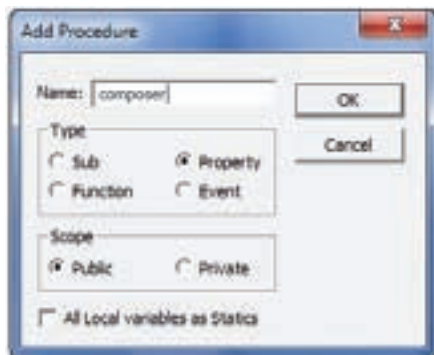 Add Procedure
Name: composer
OK
Type
Cancel
Sub Property
Function Event
Scope
Public Private
All Local variables as Statics